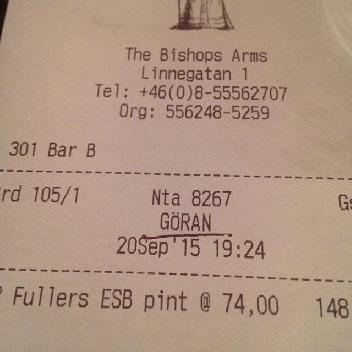 The Bishops Arms
Linnegatan 1
Tel: +46(0)8-55562707
Org: 556248-5259
301 Bar B
rd 105/1 Nta 8267 Gs
GÖRAN
20Sep'15 19:24
Fullers ESB pint @ 74,00 148